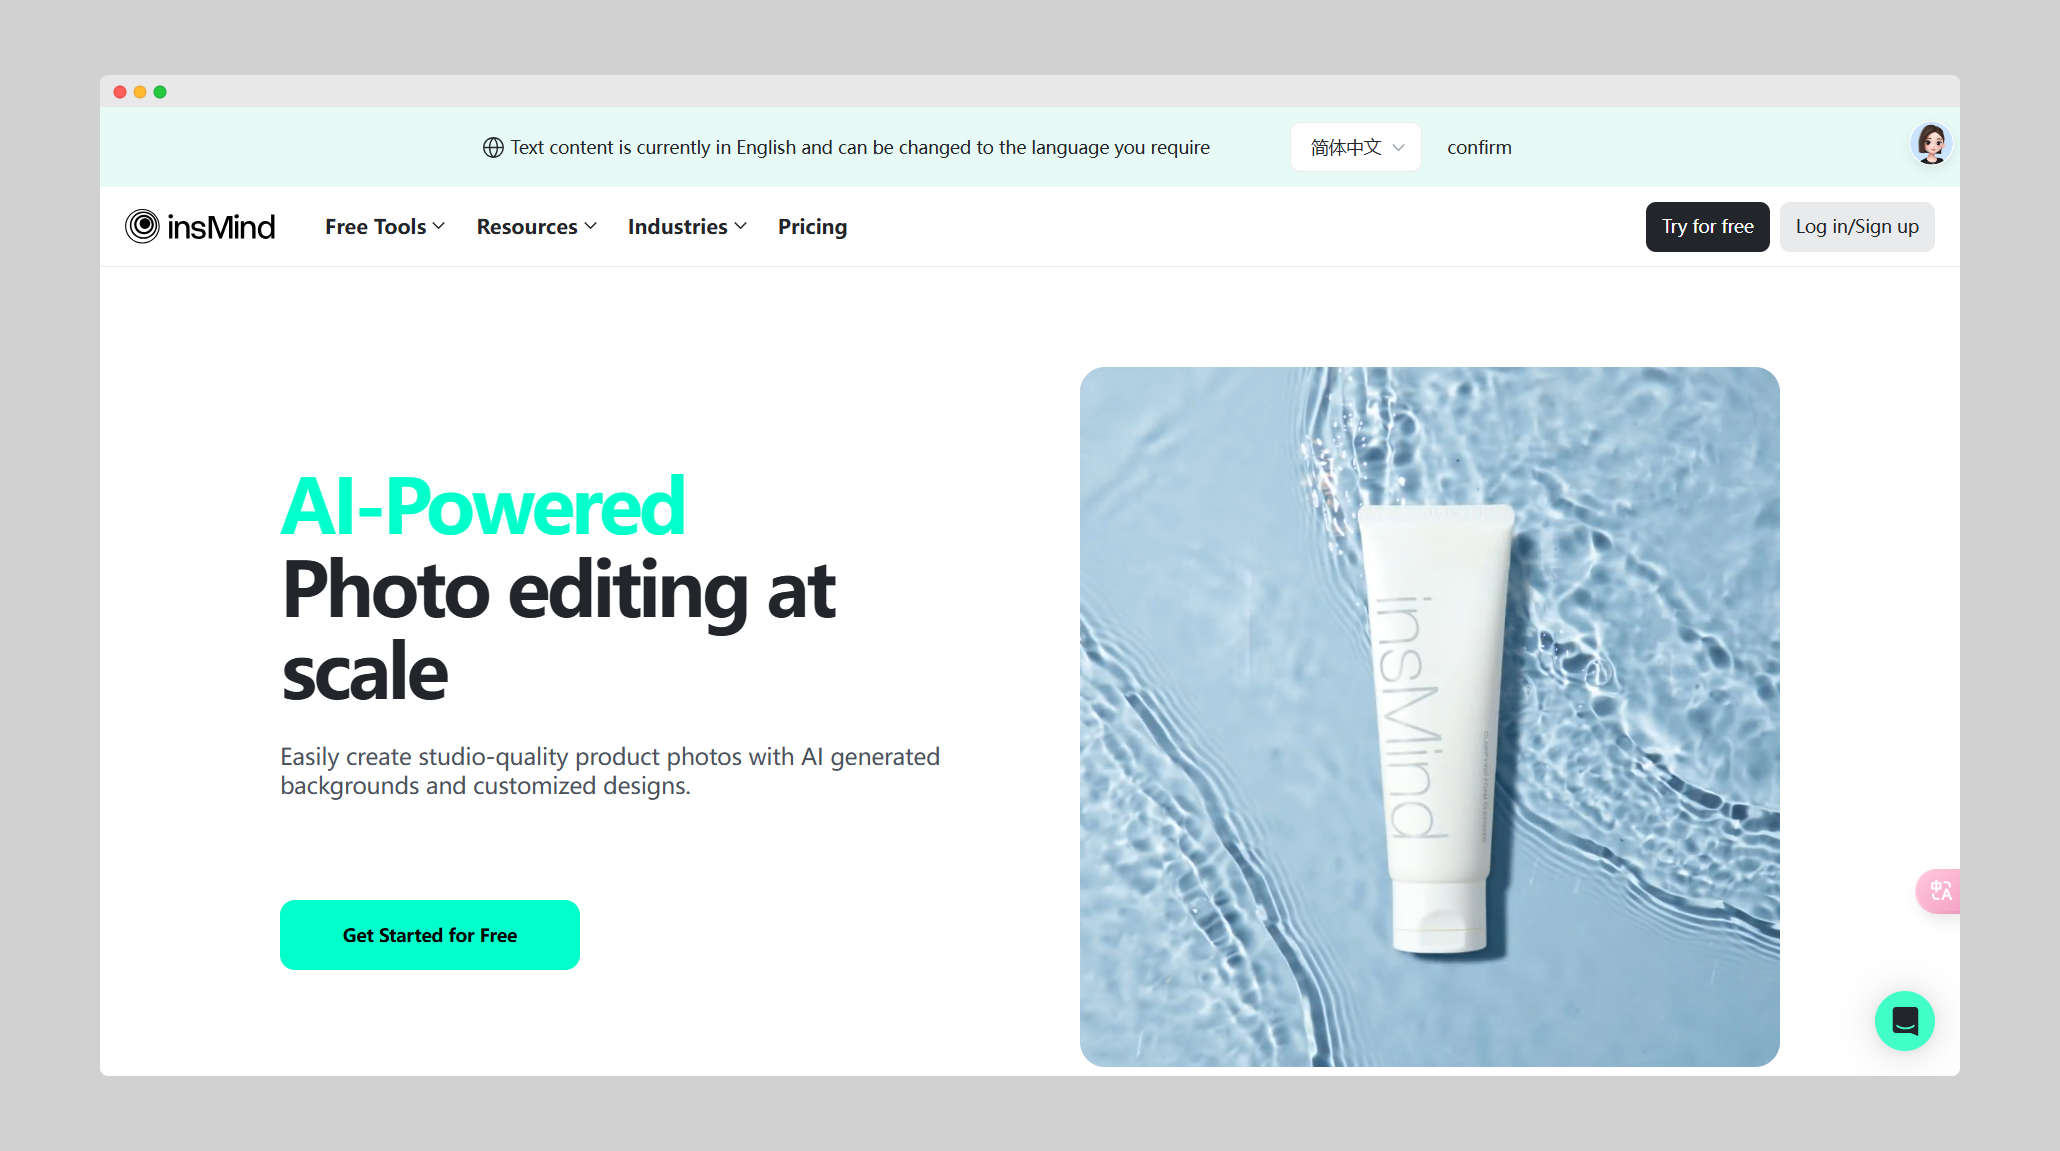 Text content is currently in English and can be changed to the language you require
简体中文
confirm
insMind
Free Tools
Resources
Industries
Pricing
Try for free
Log in/Sign up
AI-Powered
Photo editing at
scale
Easily create studio-quality product photos with AI generated
backgrounds and customized designs.
Get Started for Free
insMind